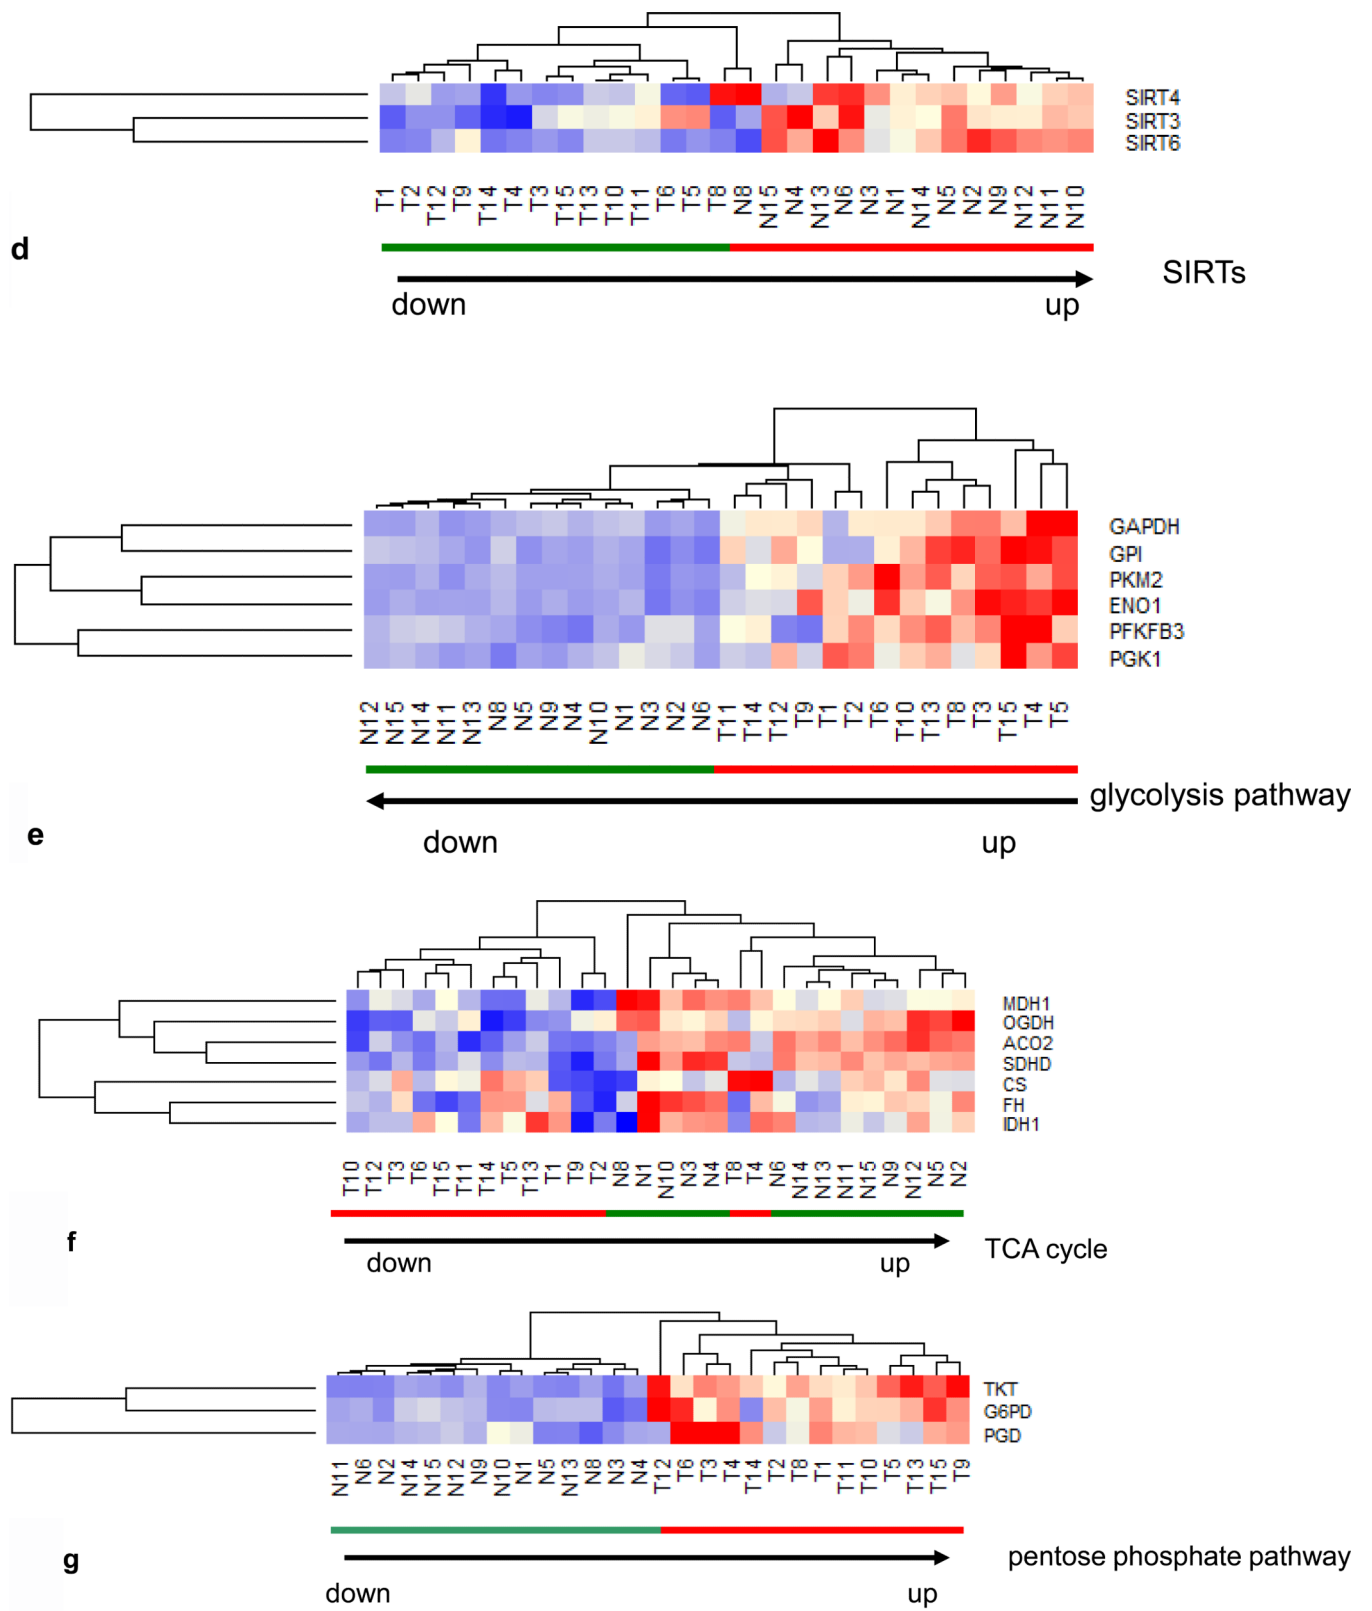 SIRT4
SIRT3
SIRT6
T1 T2 T12 T9 T14 T4 T3 T15 T13 T10 T11 T6 T5 T8 N8 N15 N4 N13 N6 N3 N1 N14 N5 N2 N9 N12 N11 N10
d
SIRTs
down up
GAPDH
GPI
PKM2
ENO1
PFKFB3
PGK1
N12 N15 N14 N11 N13 N8 N5 N9 N4 N10 N1 N3 N2 N6 T11 T14 T12 T9 T1 T2 T6 T10 T13 T8 T3 T15 T4 T5
glycolysis pathway
e
down up
MDH1
OGDH
ACO2
SDHD
CS
FH
IDH1
T10 T12 T3 T6 T15 T11 T14 T5 T13 T1 T9 T2 N8 N1 N10 N3 N4 T8 T4 N6 N14 N13 N11 N15 N9 N12 N5 N2
f
TCA cycle
down up
TKT
G6PD
PGD
N11 N6 N2 N14 N15 N12 N9 N10 N1 N5 N13 N8 N3 N4 T12 T6 T3 T4 T14 T2 T8 T1 T11 T10 T5 T13 T15 T9
g
pentose phosphate pathway
down up